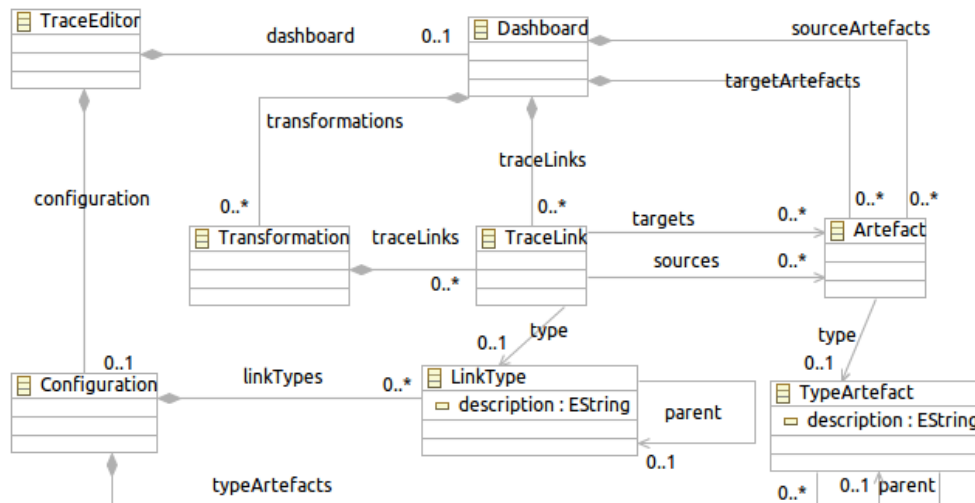 TraceEditor
dashboard
0..1
Dashboard
sourceArtefacts
targetArtefacts
transformations
traceLinks
configuration
0..*
0..*
0..*
0..*
Transformation
traceLinks
0..*
TraceLink
targets
0..*
sources
0..*
Artefact
type
0..1
type
0..1
0..1
Configuration
linkTypes
0..*
LinkType
description : EString
parent
0..1
TypeArtefact
description : EString
typeArtefacts
0..*
0..1
parent